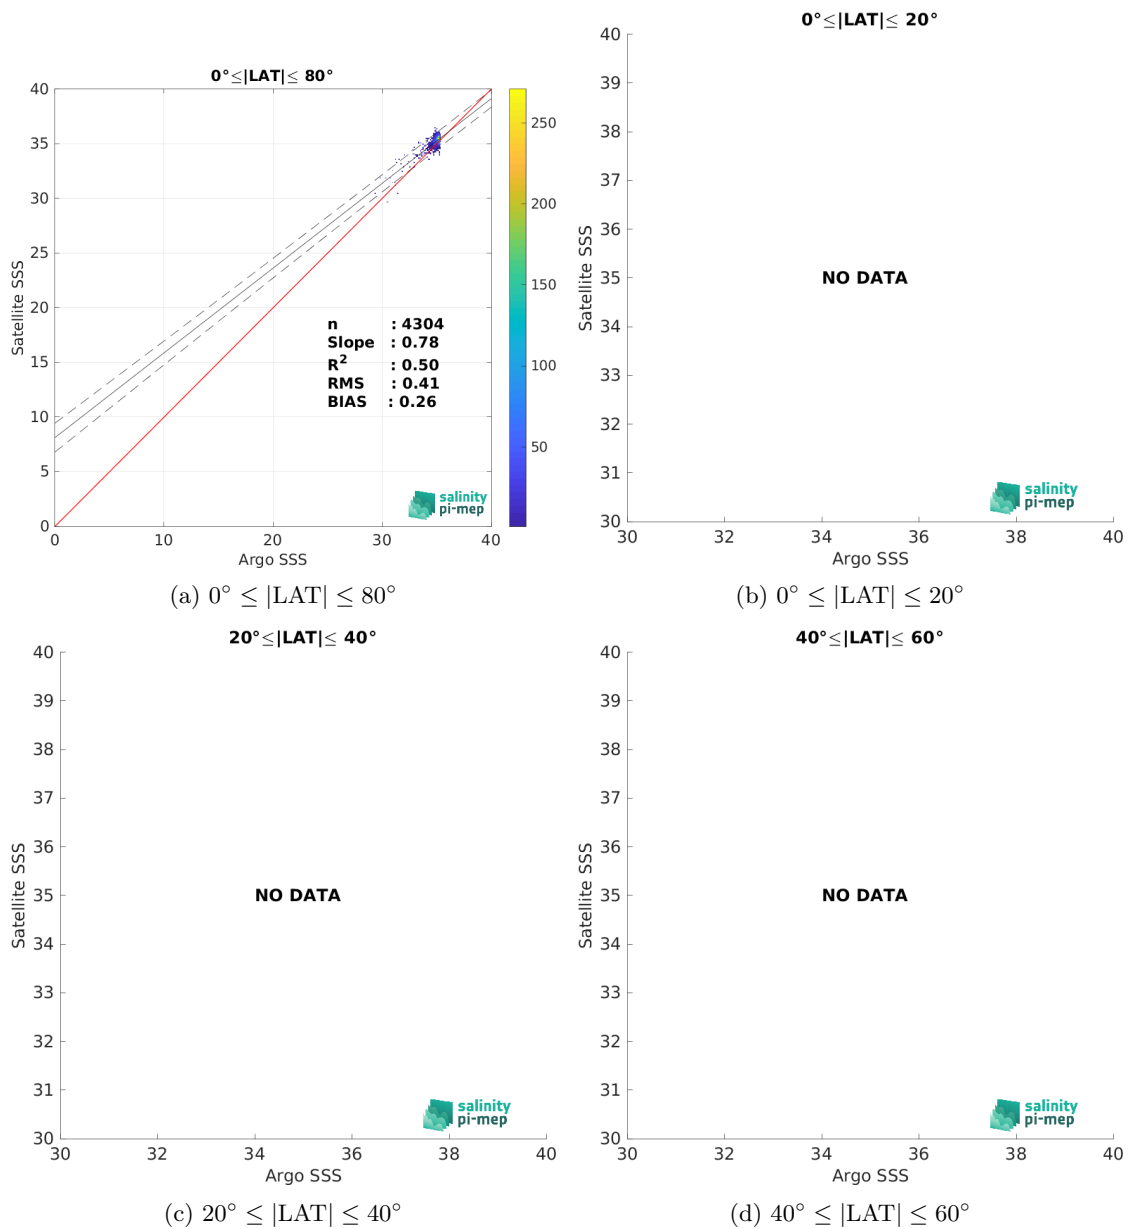 0°≤|LAT|≤ 80°
40
35
30
25
20
15
10
5
0
Satellite SSS
250
200
150
100
50
n : 4304
Slope : 0.78
R² : 0.50
RMS : 0.41
BIAS : 0.26
salinity
pi-mep
0 10 20 30 40
Argo SSS
(a) 0° ≤ |LAT| ≤ 80°
0°≤|LAT|≤ 20°
40
39
38
37
36
35
34
33
32
31
30
Satellite SSS
NO DATA
salinity
pi-mep
30 32 34 36 38 40
Argo SSS
(b) 0° ≤ |LAT| ≤ 20°
20°≤|LAT|≤ 40°
40
39
38
37
36
35
34
33
32
31
30
Satellite SSS
NO DATA
salinity
pi-mep
30 32 34 36 38 40
Argo SSS
(c) 20° ≤ |LAT| ≤ 40°
40°≤|LAT|≤ 60°
40
39
38
37
36
35
34
33
32
31
30
Satellite SSS
NO DATA
salinity
pi-mep
30 32 34 36 38 40
Argo SSS
(d) 40° ≤ |LAT| ≤ 60°